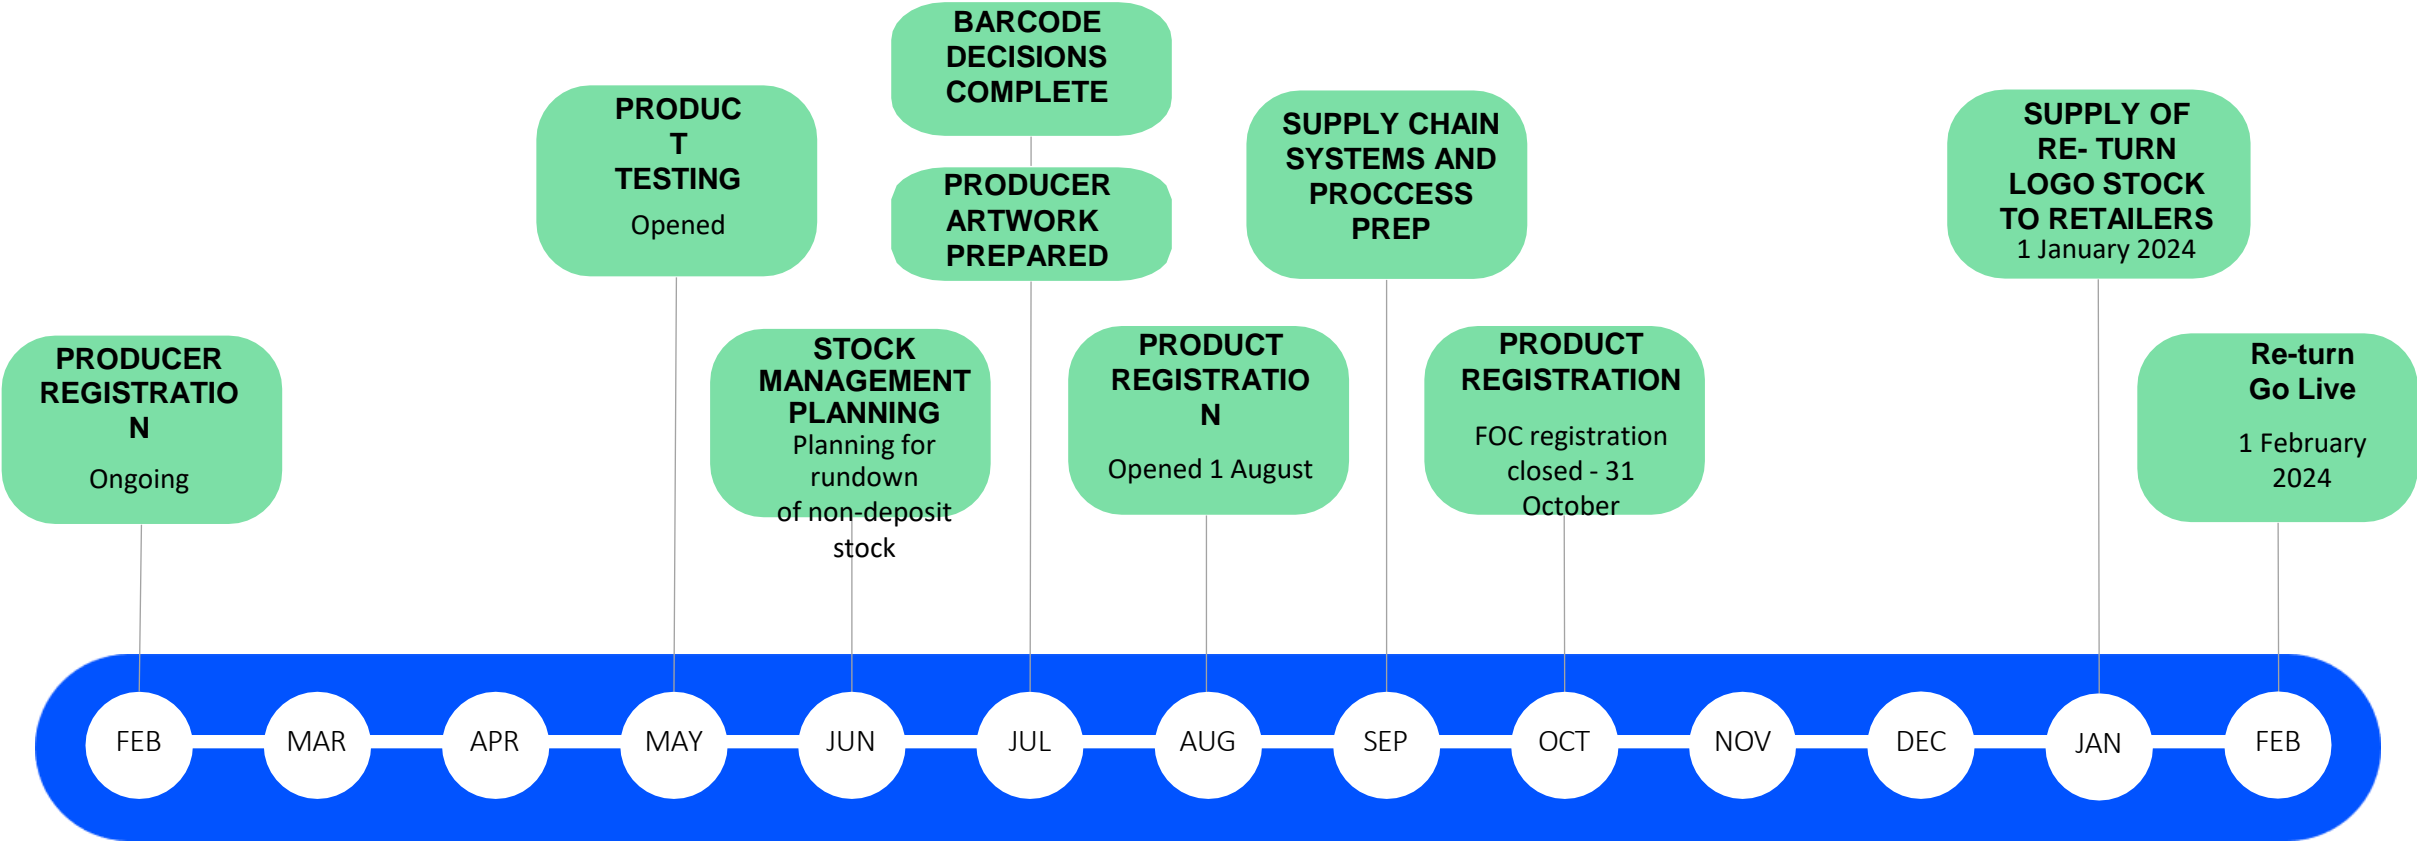 BARCODE
DECISIONS
COMPLETE
PRODUC
T
TESTING
Opened
PRODUCER
ARTWORK
PREPARED
SUPPLY CHAIN
SYSTEMS AND
PROCCESS
PREP
SUPPLY OF
RE- TURN
LOGO STOCK
TO RETAILERS
1 January 2024
PRODUCER
REGISTRATIO
N
Ongoing
STOCK
MANAGEMENT
PLANNING
Planning for
rundown
of non-deposit
stock
PRODUCT
REGISTRATIO
N
Opened 1 August
PRODUCT
REGISTRATION
FOC registration
closed - 31
October
Re-turn
Go Live
1 February
2024
FEB
MAR
APR
MAY
JUN
JUL
AUG
SEP
OCT
NOV
DEC
JAN
FEB